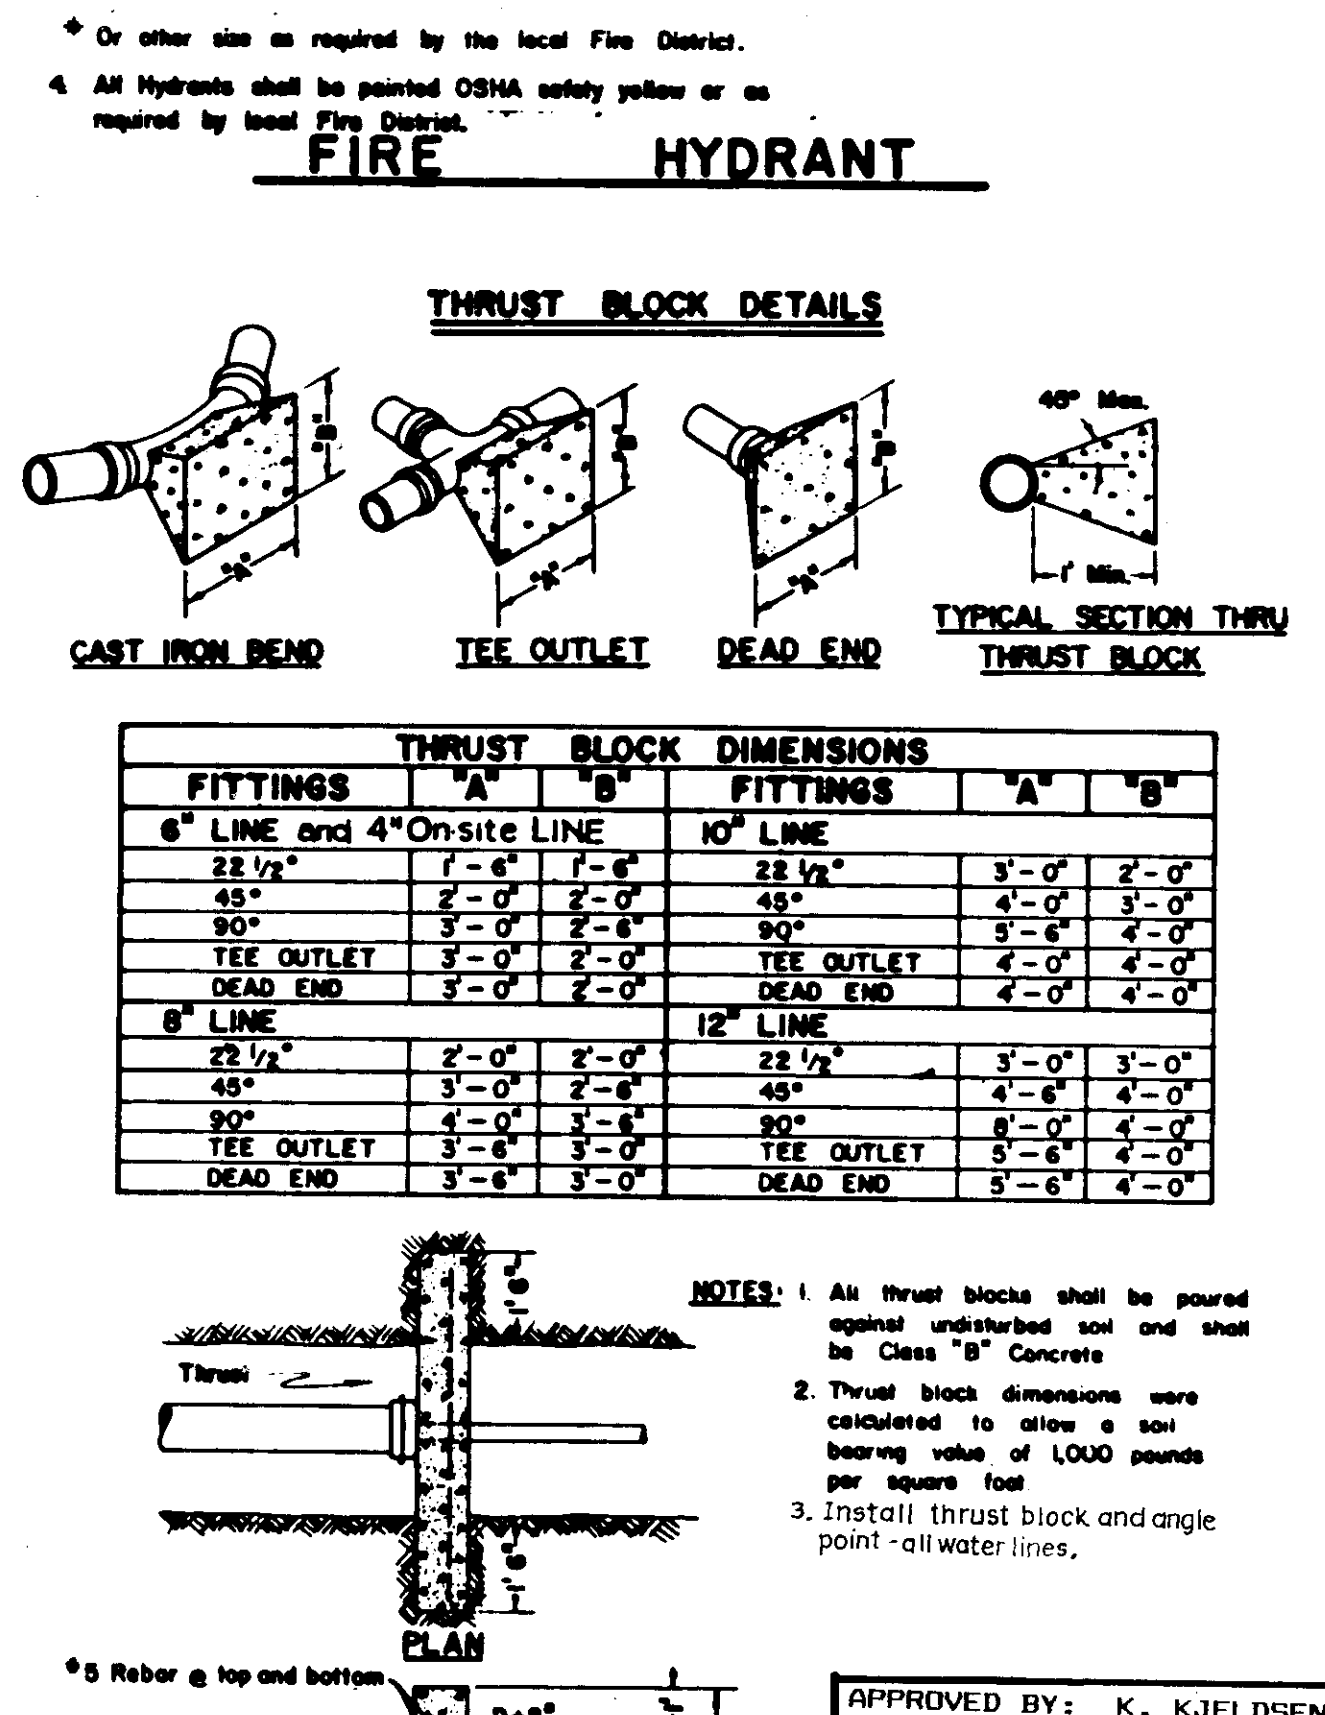 * Or other size as required by the local Fire District.
4. All Hydrants shall be painted OSHA safety yellow or as
required by local Fire District.
FIRE HYDRANT
THRUST BLOCK DETAILS
"B"
"A"
CAST IRON BEND
"B"
"A"
TEE OUTLET
"B"
"A"
DEAD END
45° Max.
1' Min.
TYPICAL SECTION THRU
THRUST BLOCK
THRUST BLOCK DIMENSIONS
FITTINGS "A" "B" FITTINGS "A" "B"
6" LINE and 4" On-site LINE 10" LINE
22 1/2° 1'-6" 1'-6" 22 1/2° 3'-0" 2'-0"
45° 2'-0" 2'-0" 45° 4'-0" 3'-0"
90° 3'-0" 2'-6" 90° 5'-6" 4'-0"
TEE OUTLET 3'-0" 2'-0" TEE OUTLET 4'-0" 4'-0"
DEAD END 3'-0" 2'-0" DEAD END 4'-0" 4'-0"
8" LINE 12" LINE
22 1/2° 2'-0" 2'-0" 22 1/2° 3'-0" 3'-0"
45° 3'-0" 2'-6" 45° 4'-6" 4'-0"
90° 4'-0" 3'-6" 90° 8'-0" 4'-0"
TEE OUTLET 3'-6" 3'-0" TEE OUTLET 5'-6" 4'-0"
DEAD END 3'-6" 3'-0" DEAD END 5'-6" 4'-0"
1'6"
Thrust
1'6"
PLAN
NOTES: 1. All thrust blocks shall be poured
against undisturbed soil and shall
be Class "B" Concrete
2. Thrust block dimensions were
calculated to allow a soil
bearing value of 1,000 pounds
per square foot
3. Install thrust block and angle
point - all water lines.
#5 Rebar @ top and bottom
APPROVED BY: K. KJELDSEN